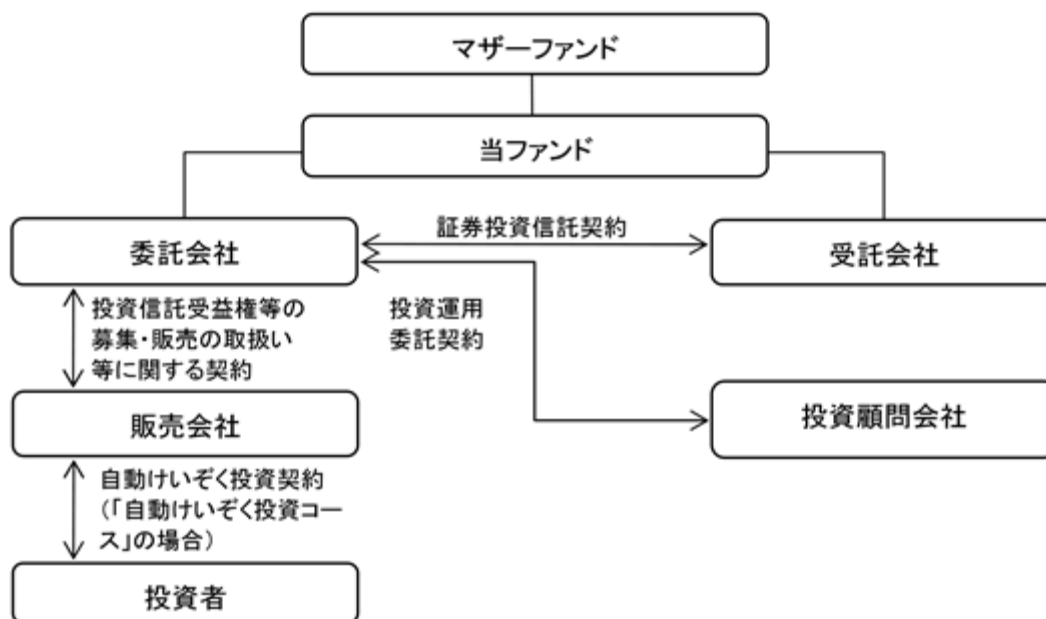 マザーファンド
当ファンド
証券投資信託契約
委託会社
受託会社
投資信託受益権等の
募集・販売の取扱い
等に関する契約
投資運用
委託契約
販売会社
投資顧問会社
自動けいぞく投資契約
(「自動けいぞく投資コー
ス」の場合)
投資者